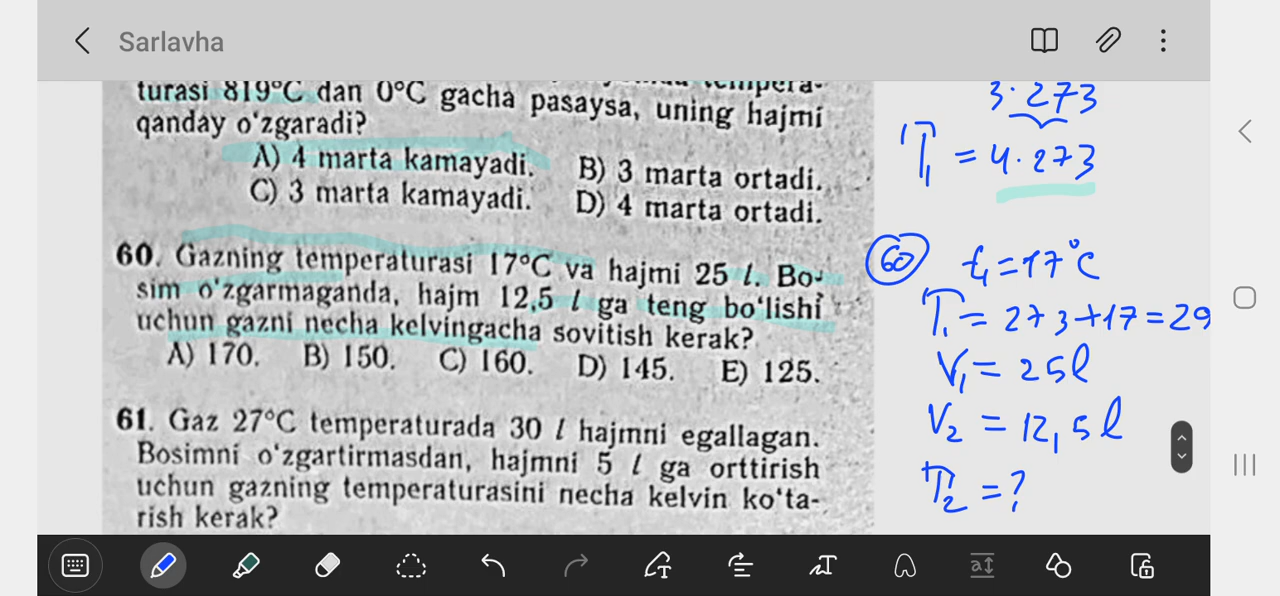 Sarlavha
turasi 819°C dan 0°C gacha pasaysa, uning hajmi
qanday o'zgaradi?
A) 4 marta kamayadi. B) 3 marta ortadi.
C) 3 marta kamayadi. D) 4 marta ortadi.
60. Gazning temperaturasi 17°C va hajmi 25 l. Bo-
sim o'zgarmaganda, hajm 12,5 l ga teng bo'lishi
uchun gazni necha kelvingacha sovitish kerak?
A) 170. B) 150. C) 160. D) 145. E) 125.
61. Gaz 27°C temperaturada 30 l hajmni egallagan.
Bosimni o'zgartirmasdan, hajmni 5 l ga orttirish
uchun gazning temperaturasini necha kelvin ko'ta-
rish kerak?
3·273
T₁ = 4·273
60 t₁=17°C
T₁ = 273+17=29
V₁ = 25l
V₂ = 12,5l
T₂ = ?